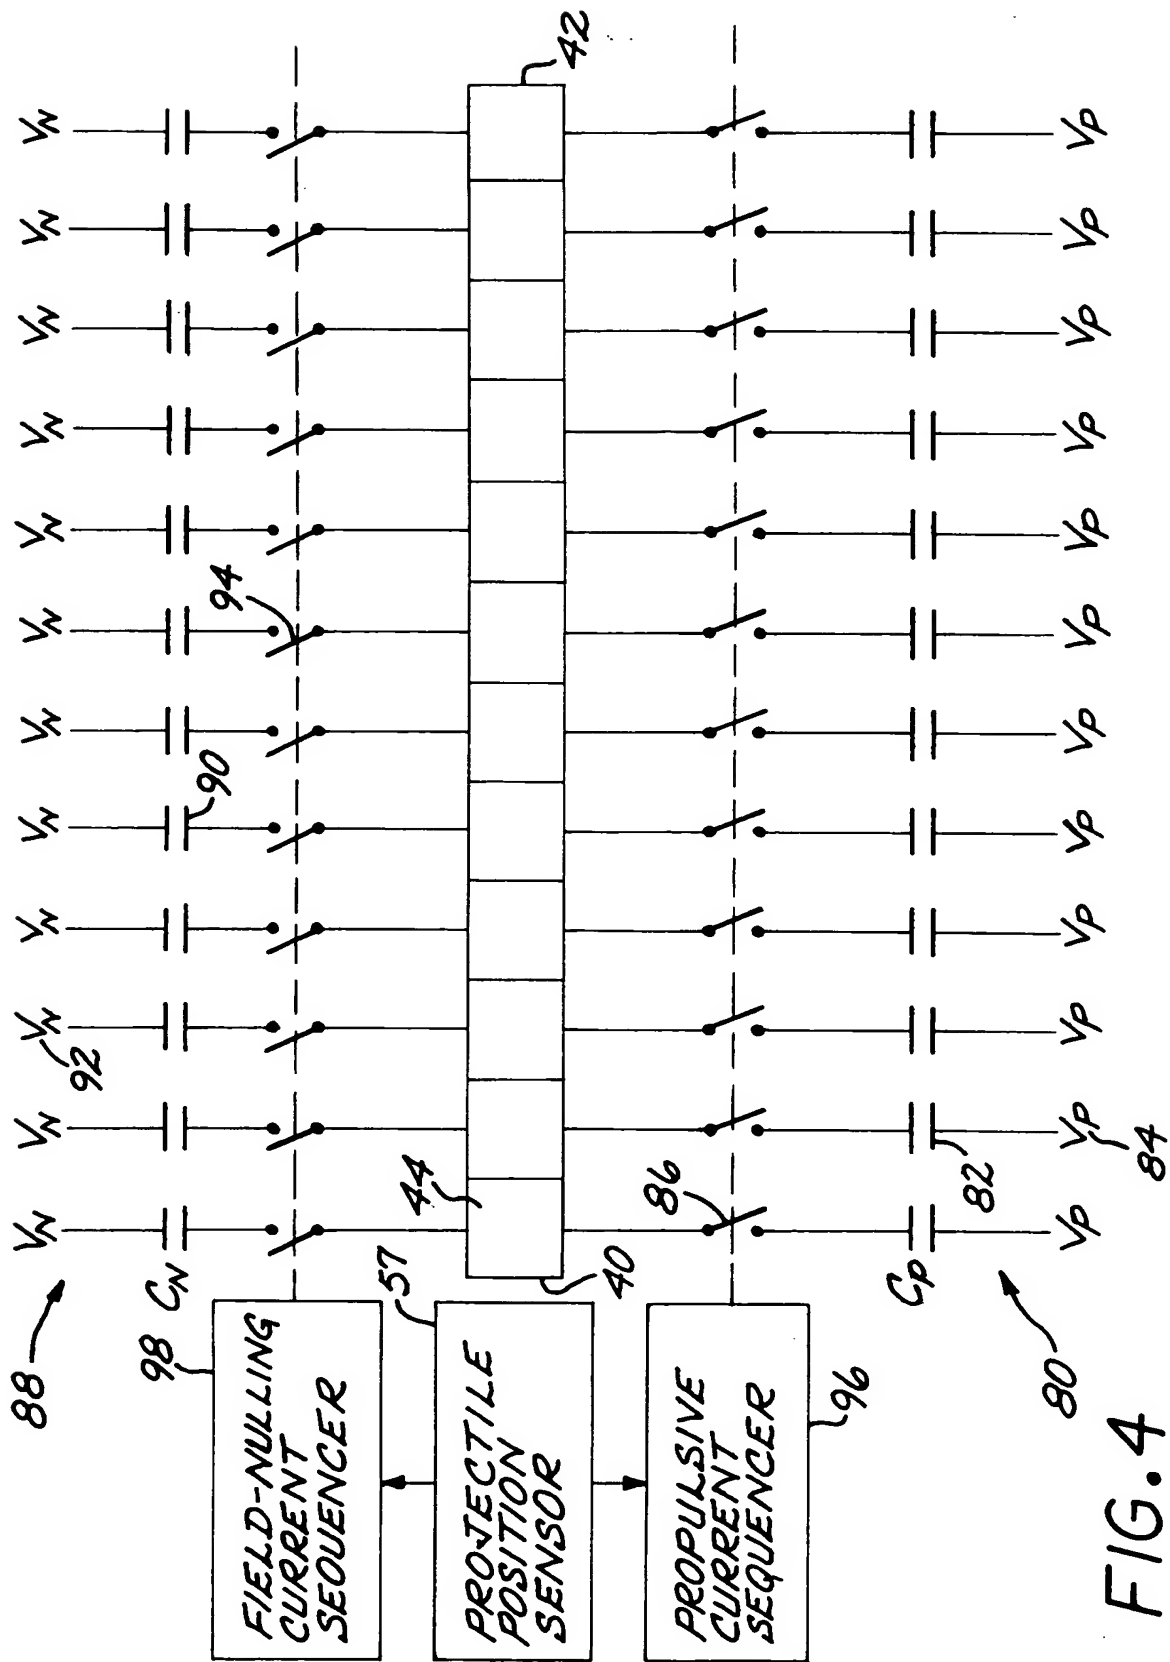 88
VN VN VN VN VN VN VN VN VN VN VN VN
92
CN
90
94
98
FIELD-NULLING
CURRENT
SEQUENCER
57
PROJECTILE
POSITION
SENSOR
44
40
42
PROPULSIVE
CURRENT
SEQUENCER
96
86
CP
82
VP VP VP VP VP VP VP VP VP VP VP VP
84
80
FIG.4